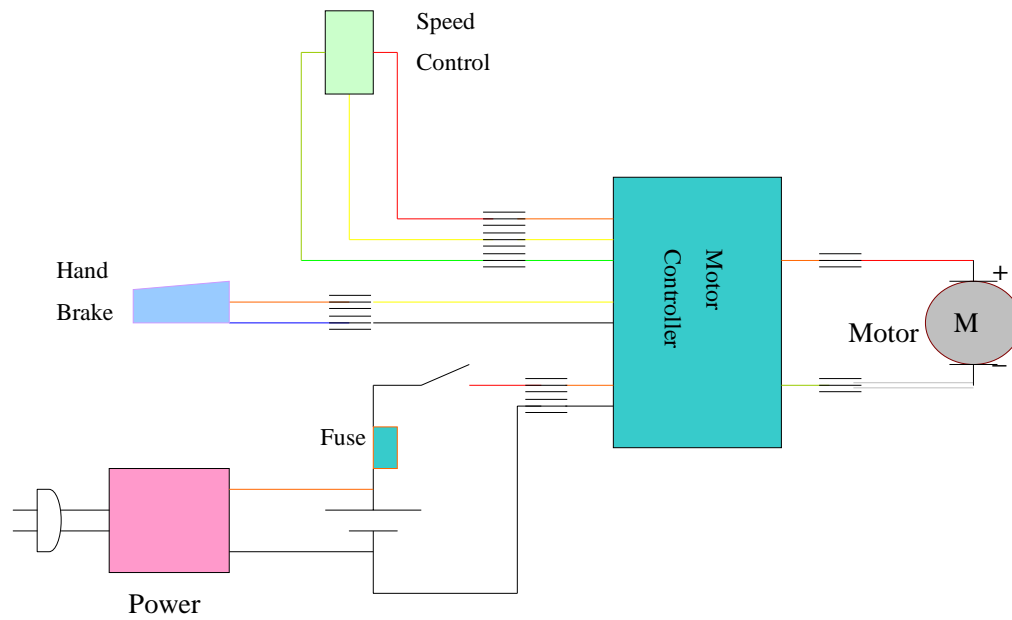 Speed
Control
Hand
Brake
Motor
Controller
+
Motor
M
–
Fuse
Power